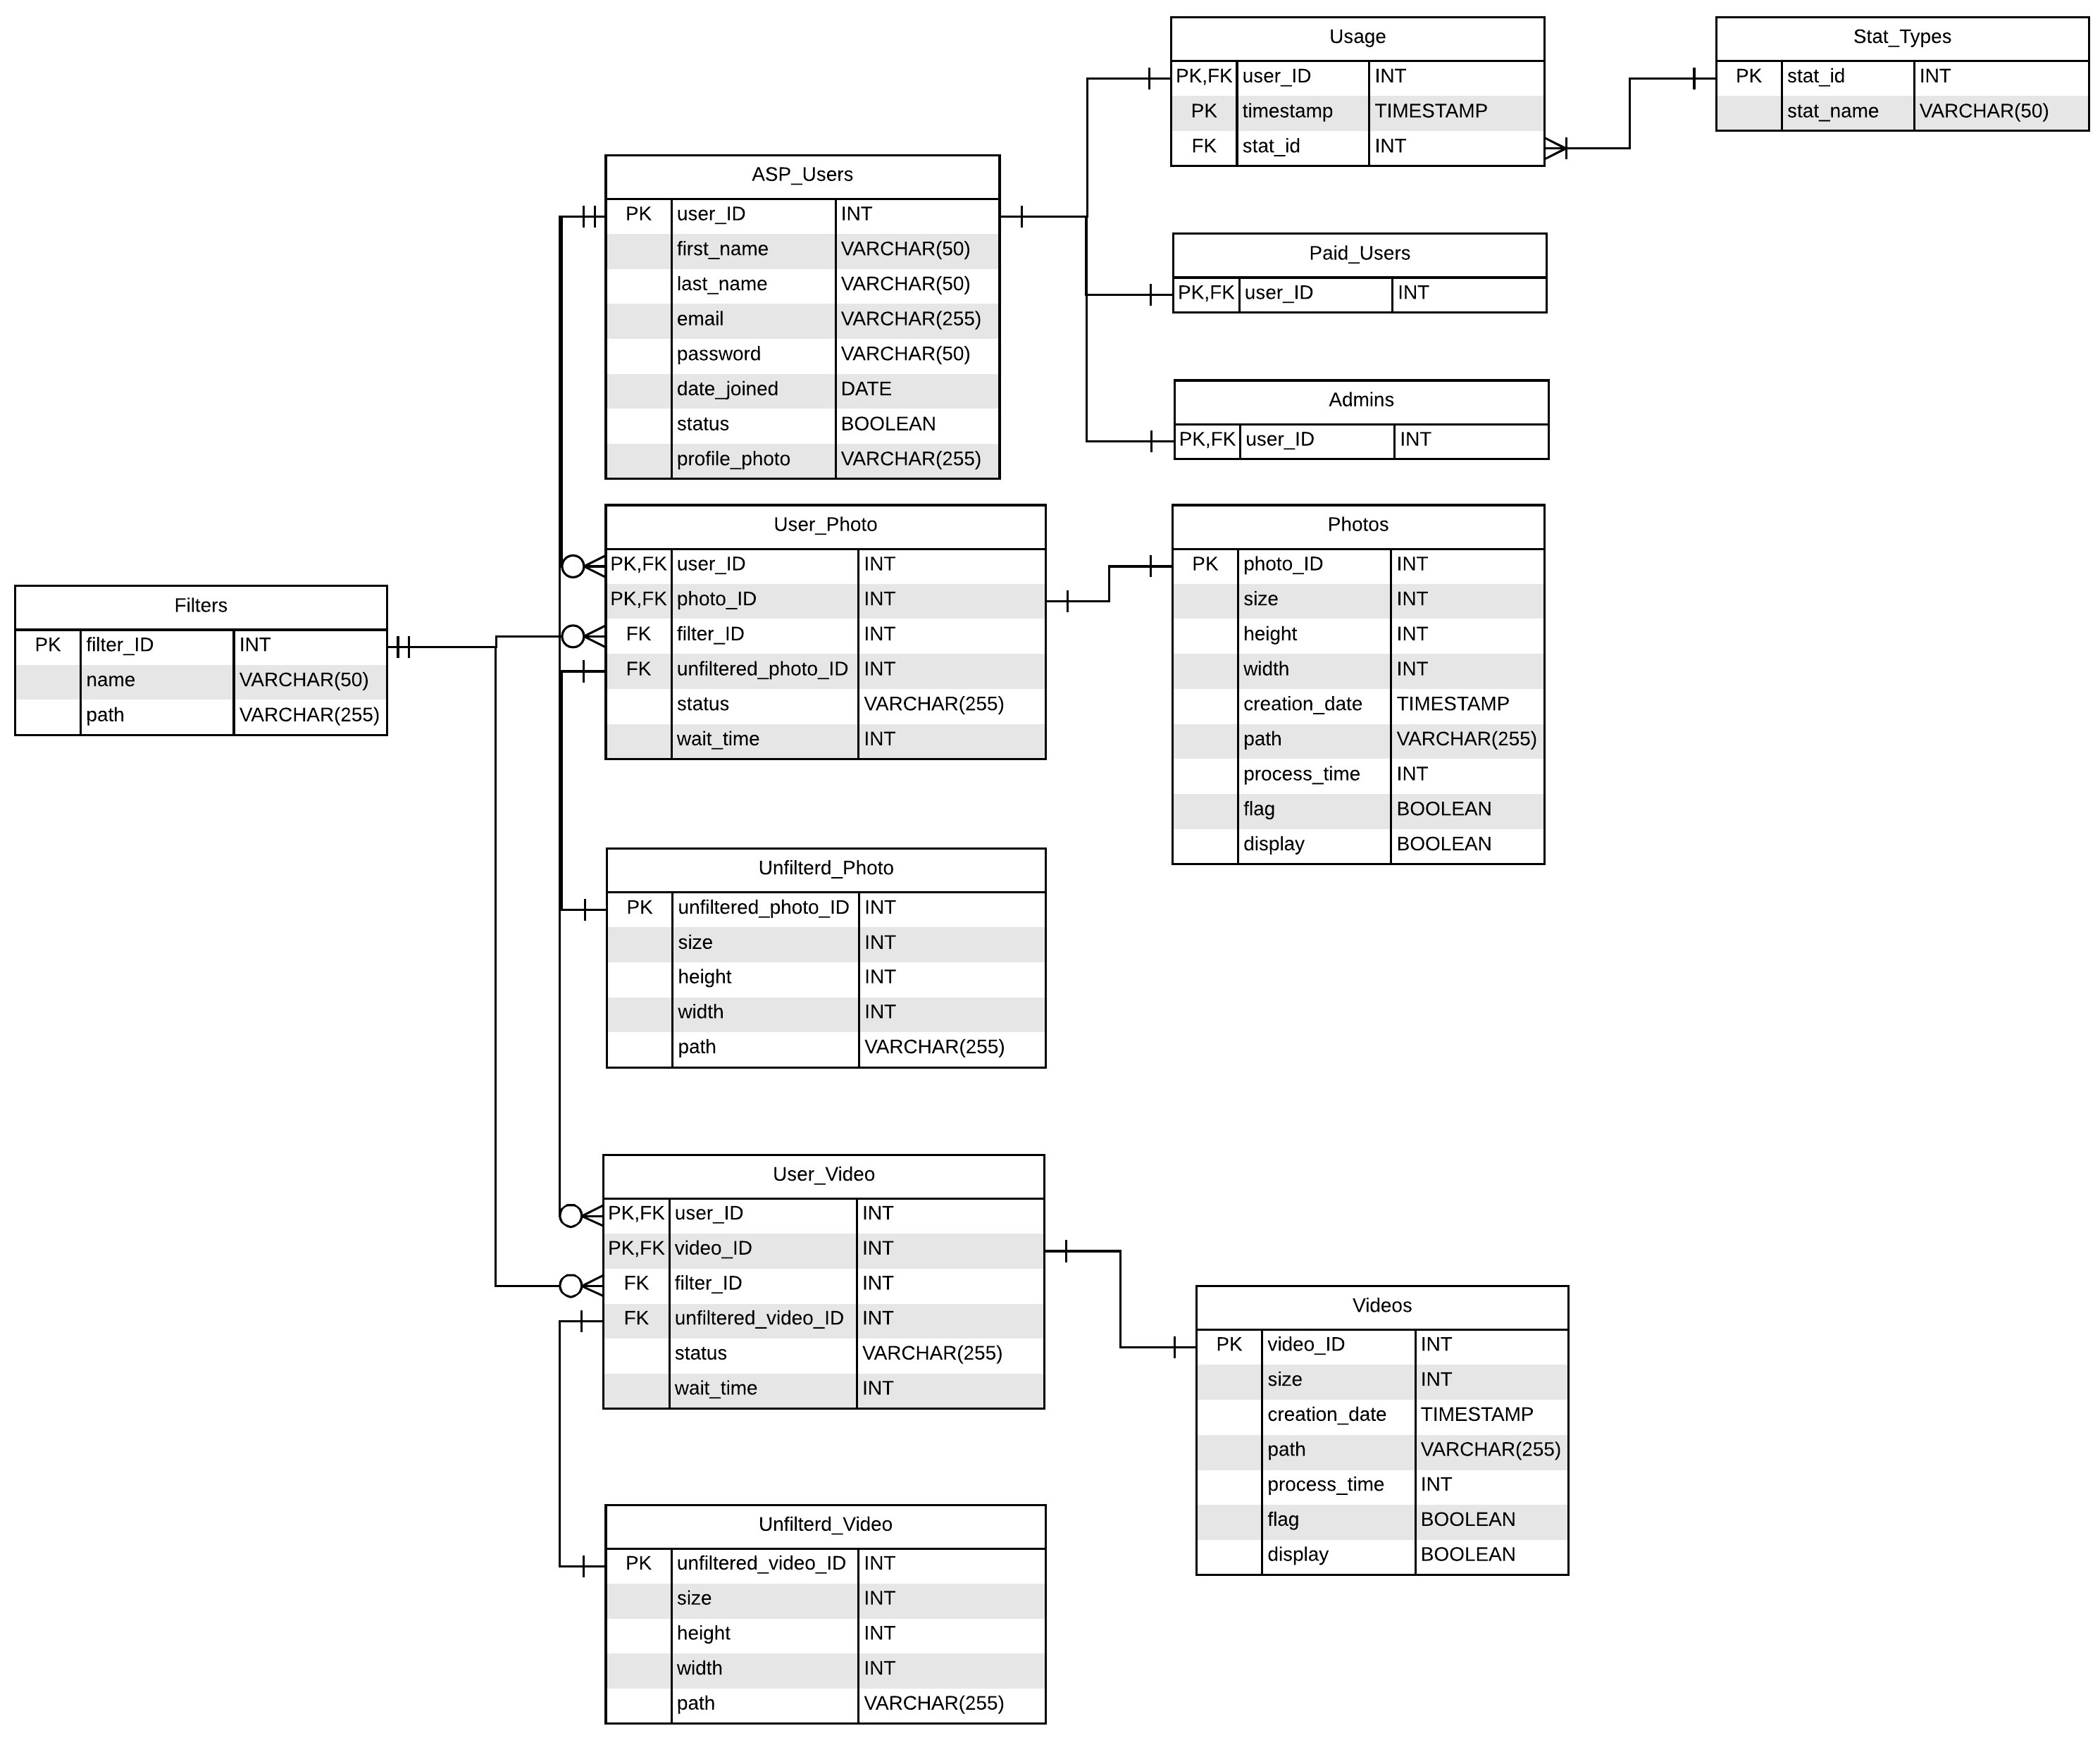 Usage
PK,FK user_ID INT
PK timestamp TIMESTAMP
FK stat_id INT
Stat_Types
PK stat_id INT
stat_name VARCHAR(50)
ASP_Users
PK user_ID INT
first_name VARCHAR(50)
last_name VARCHAR(50)
email VARCHAR(255)
password VARCHAR(50)
date_joined DATE
status BOOLEAN
profile_photo VARCHAR(255)
Paid_Users
PK,FK user_ID INT
Admins
PK,FK user_ID INT
User_Photo
PK,FK user_ID INT
PK,FK photo_ID INT
FK filter_ID INT
FK unfiltered_photo_ID INT
status VARCHAR(255)
wait_time INT
Photos
PK photo_ID INT
size INT
height INT
width INT
creation_date TIMESTAMP
path VARCHAR(255)
process_time INT
flag BOOLEAN
display BOOLEAN
Filters
PK filter_ID INT
name VARCHAR(50)
path VARCHAR(255)
Unfilterd_Photo
PK unfiltered_photo_ID INT
size INT
height INT
width INT
path VARCHAR(255)
User_Video
PK,FK user_ID INT
PK,FK video_ID INT
FK filter_ID INT
FK unfiltered_video_ID INT
status VARCHAR(255)
wait_time INT
Videos
PK video_ID INT
size INT
creation_date TIMESTAMP
path VARCHAR(255)
process_time INT
flag BOOLEAN
display BOOLEAN
Unfilterd_Video
PK unfiltered_video_ID INT
size INT
height INT
width INT
path VARCHAR(255)